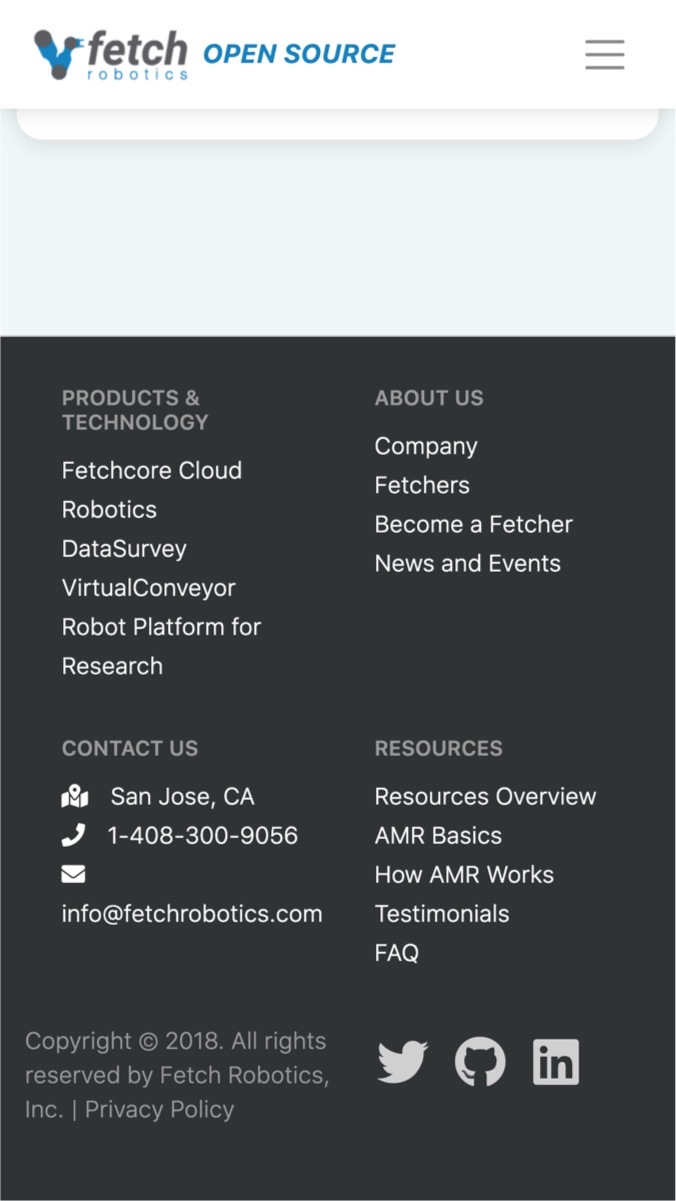 fetch robotics OPEN SOURCE
PRODUCTS &
TECHNOLOGY
Fetchcore Cloud
Robotics
DataSurvey
VirtualConveyor
Robot Platform for
Research
ABOUT US
Company
Fetchers
Become a Fetcher
News and Events
CONTACT US
San Jose, CA
1-408-300-9056
info@fetchrobotics.com
RESOURCES
Resources Overview
AMR Basics
How AMR Works
Testimonials
FAQ
Copyright © 2018. All rights
reserved by Fetch Robotics,
Inc. | Privacy Policy
in